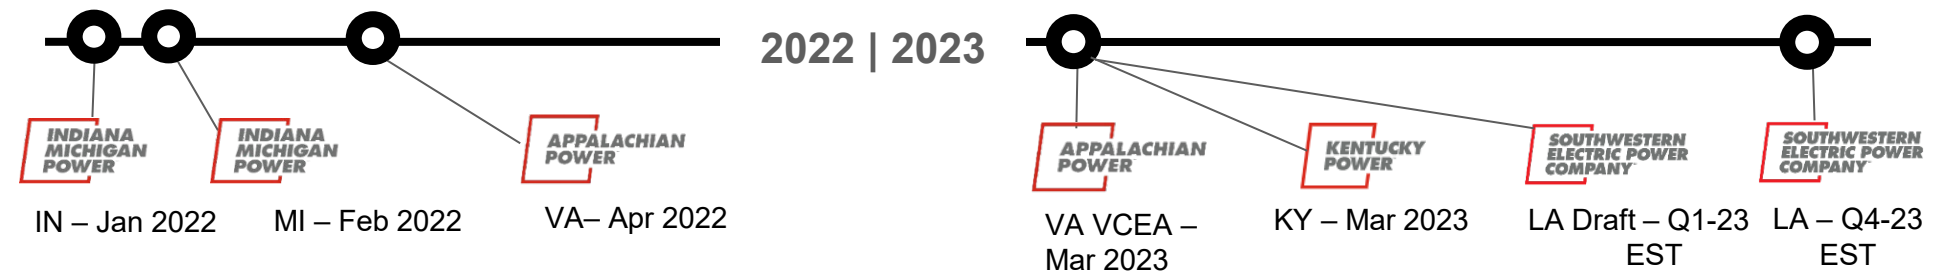 2022 | 2023
INDIANA
MICHIGAN
POWER
IN – Jan 2022
INDIANA
MICHIGAN
POWER
MI – Feb 2022
APPALACHIAN
POWER
VA– Apr 2022
APPALACHIAN
POWER
VA VCEA –
Mar 2023
KENTUCKY
POWER
KY – Mar 2023
SOUTHWESTERN
ELECTRIC POWER
COMPANY
LA Draft – Q1-23
EST
SOUTHWESTERN
ELECTRIC POWER
COMPANY
LA – Q4-23
EST